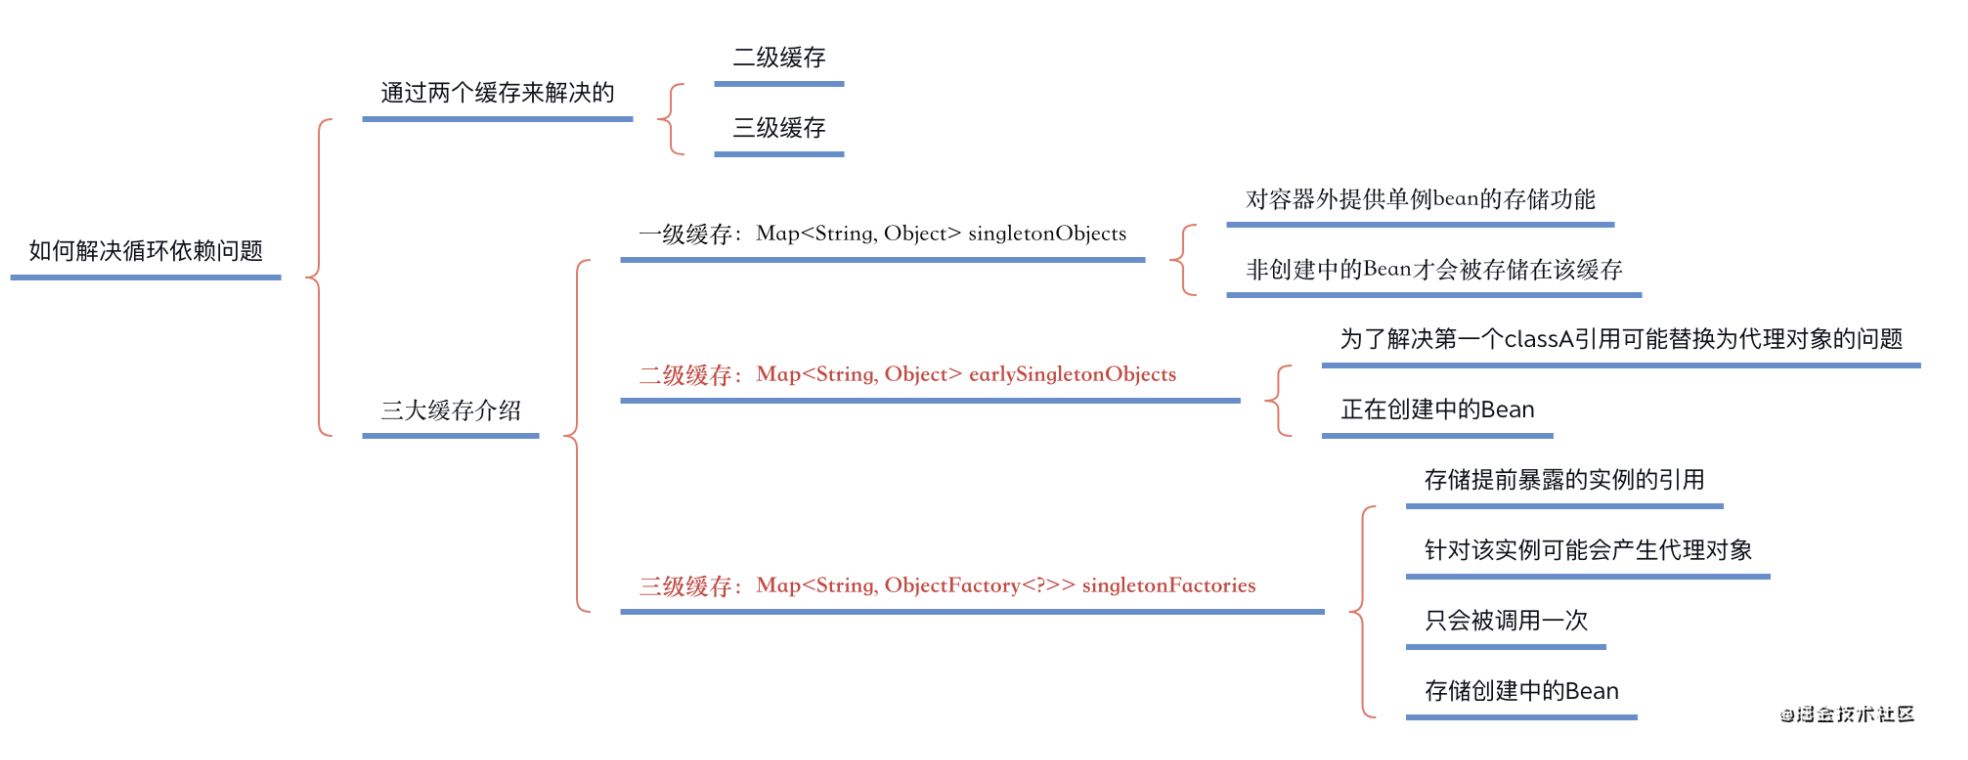 如何解决循环依赖问题
通过两个缓存来解决的
二级缓存
三级缓存
三大缓存介绍
一级缓存：Map<String, Object> singletonObjects
对容器外提供单例bean的存储功能
非创建中的Bean才会被存储在该缓存
二级缓存：Map<String, Object> earlySingletonObjects
为了解决第一个classA引用可能替换为代理对象的问题
正在创建中的Bean
三级缓存：Map<String, ObjectFactory<?>> singletonFactories
存储提前暴露的实例的引用
针对该实例可能会产生代理对象
只会被调用一次
存储创建中的Bean
@掘金技术社区